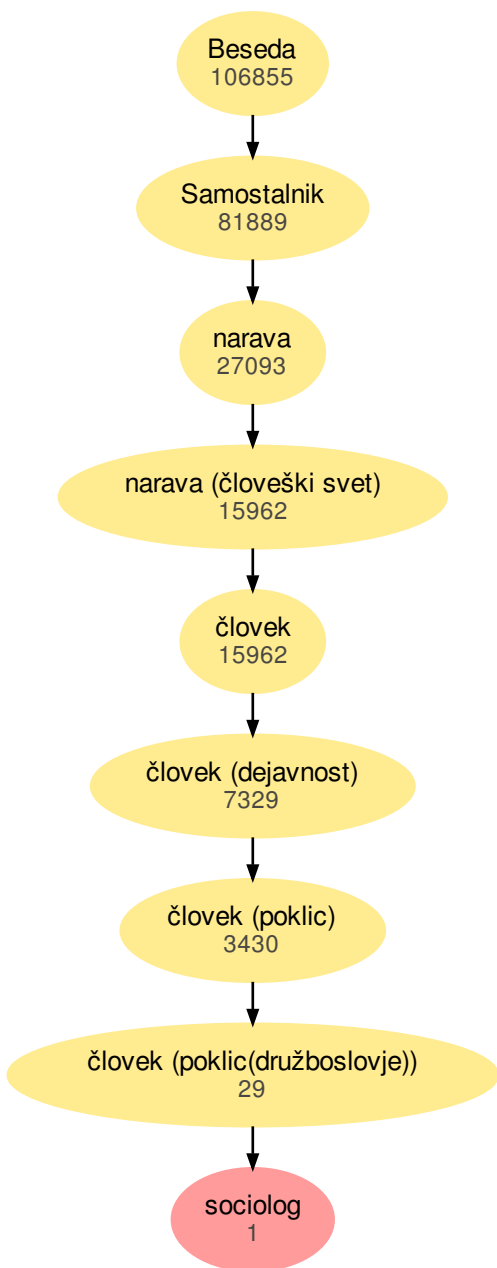 Beseda
106855
Samostalnik
81889
narava
27093
narava (človeški svet)
15962
človek
15962
človek (dejavnost)
7329
človek (poklic)
3430
človek (poklic(družboslovje))
29
sociolog
1